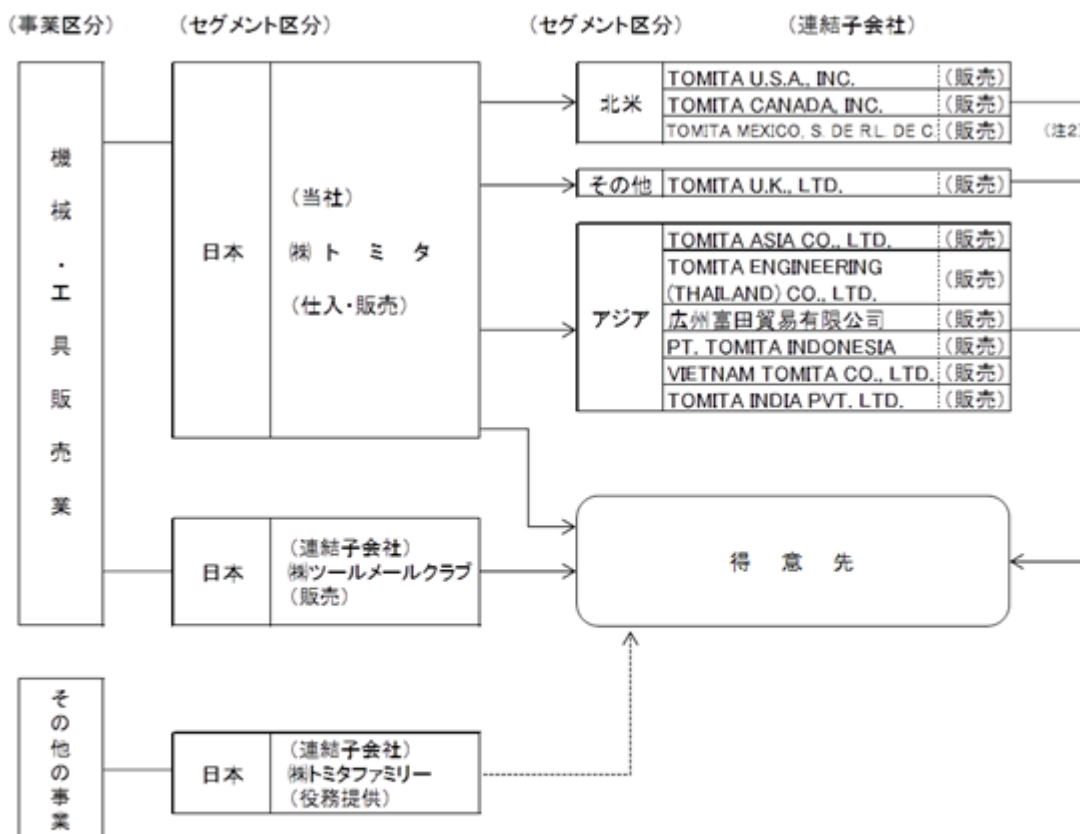 （事業区分）
（セグメント区分）
（セグメント区分）
（連結子会社）
機械・工具販売業
日本
（当社）
㈱トミタ
（仕入・販売）
北米
TOMITA U.S.A., INC.
（販売）
TOMITA CANADA, INC.
（販売）
TOMITA MEXICO, S. DE R.L. DE C.
（販売）
（注2）
その他
TOMITA U.K., LTD.
（販売）
アジア
TOMITA ASIA CO., LTD.
（販売）
TOMITA ENGINEERING
(THAILAND) CO., LTD.
（販売）
広州富田貿易有限公司
（販売）
PT. TOMITA INDONESIA
（販売）
VIETNAM TOMITA CO., LTD.
（販売）
TOMITA INDIA PVT. LTD.
（販売）
日本
（連結子会社）
㈱ツールメールクラブ
（販売）
得意先
その他の事業
日本
（連結子会社）
㈱トミタファミリー
（役務提供）